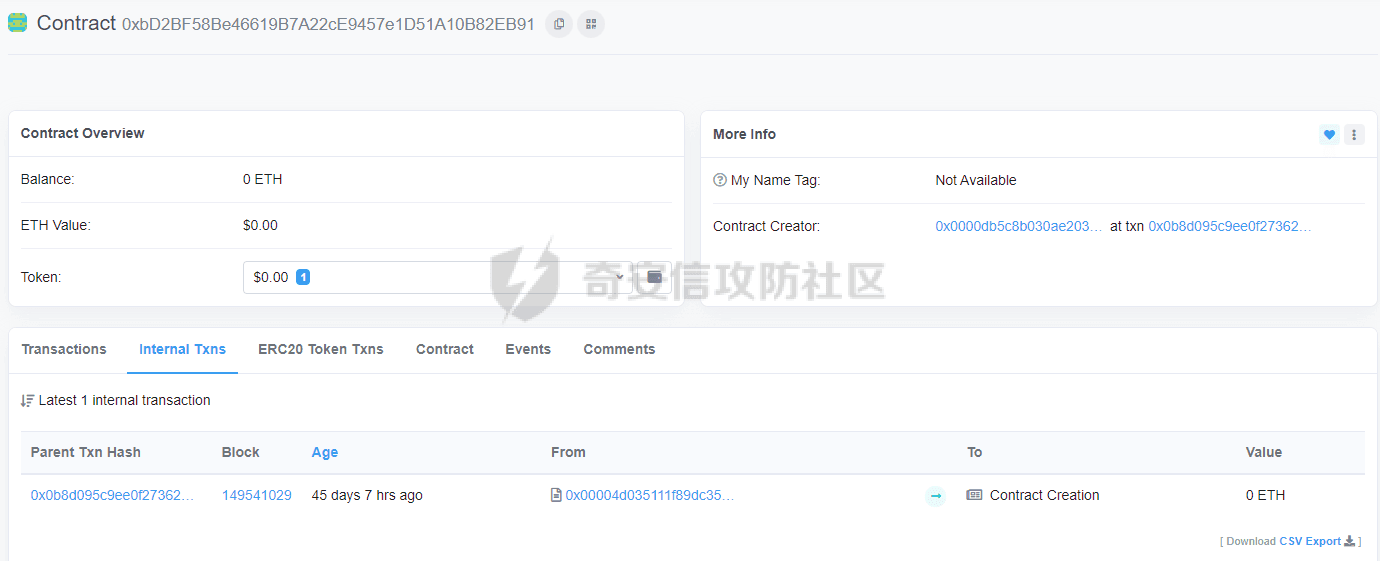 Contract 0xbD2BF58Be46619B7A22cE9457e1D51A10B82EB91
Contract Overview
Balance: 0 ETH
ETH Value: $0.00
Token: $0.00 1
More Info
My Name Tag: Not Available
Contract Creator: 0x0000db5c8b030ae203... at txn 0x0b8d095c9ee0f27362...
奇安信攻防社区
Transactions Internal Txns ERC20 Token Txns Contract Events Comments
Latest 1 internal transaction
Parent Txn Hash Block Age From To Value
0x0b8d095c9ee0f27362... 149541029 45 days 7 hrs ago 0x00004d035111f89dc35... Contract Creation 0 ETH
[ Download CSV Export ]